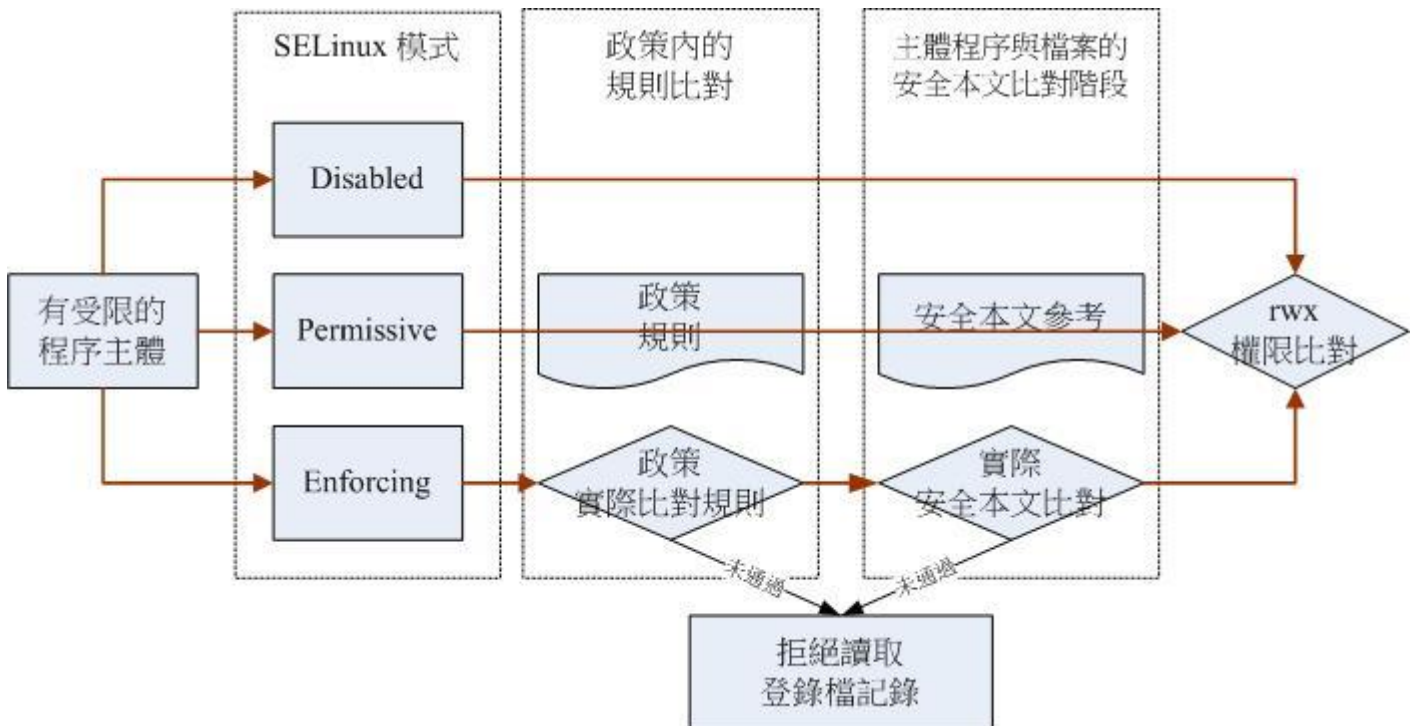 SELinux 模式
政策內的
規則比對
主體程序與檔案的
安全本文比對階段
Disabled
有受限的
程序主體
Permissive
政策
規則
安全本文參考
rwx
權限比對
Enforcing
政策
實際比對規則
實際
安全本文比對
未通過
未通過
拒絕讀取
登錄檔記錄